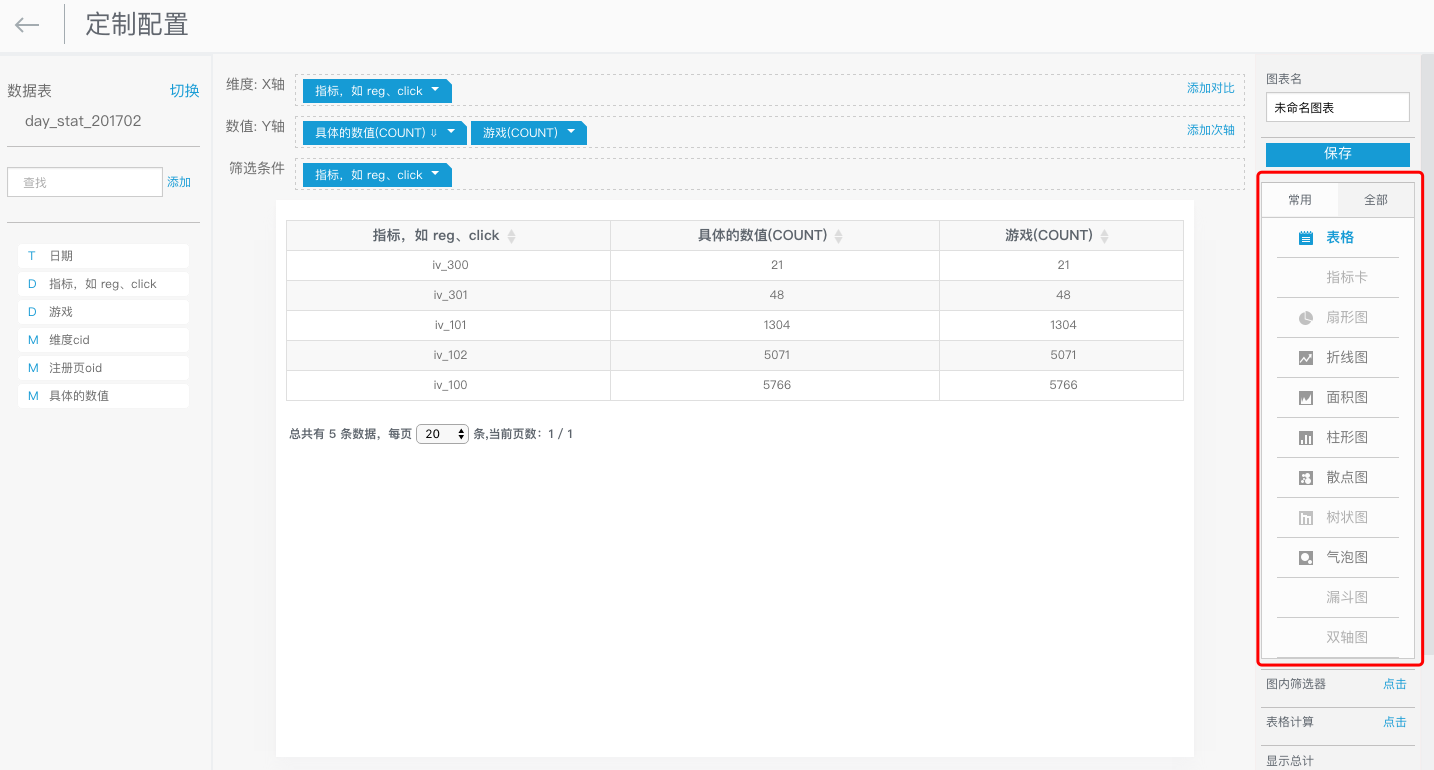 定制配置
数据表 切换
day_stat_201702
查找 添加
T 日期
D 指标，如 reg、click
D 游戏
M 维度cid
M 注册页oid
M 具体的数值
维度: X轴 指标，如 reg、click 添加对比
数值: Y轴 具体的数值(COUNT) ⇩ 游戏(COUNT) 添加次轴
筛选条件 指标，如 reg、click
指标，如 reg、click 具体的数值(COUNT) 游戏(COUNT)
iv_300 21 21
iv_301 48 48
iv_101 1304 1304
iv_102 5071 5071
iv_100 5766 5766
总共有 5 条数据，每页 20 条,当前页数：1 / 1
图表名
未命名图表
保存
常用 全部
表格
指标卡
扇形图
折线图
面积图
柱形图
散点图
树状图
气泡图
漏斗图
双轴图
图内筛选器 点击
表格计算 点击
显示总计